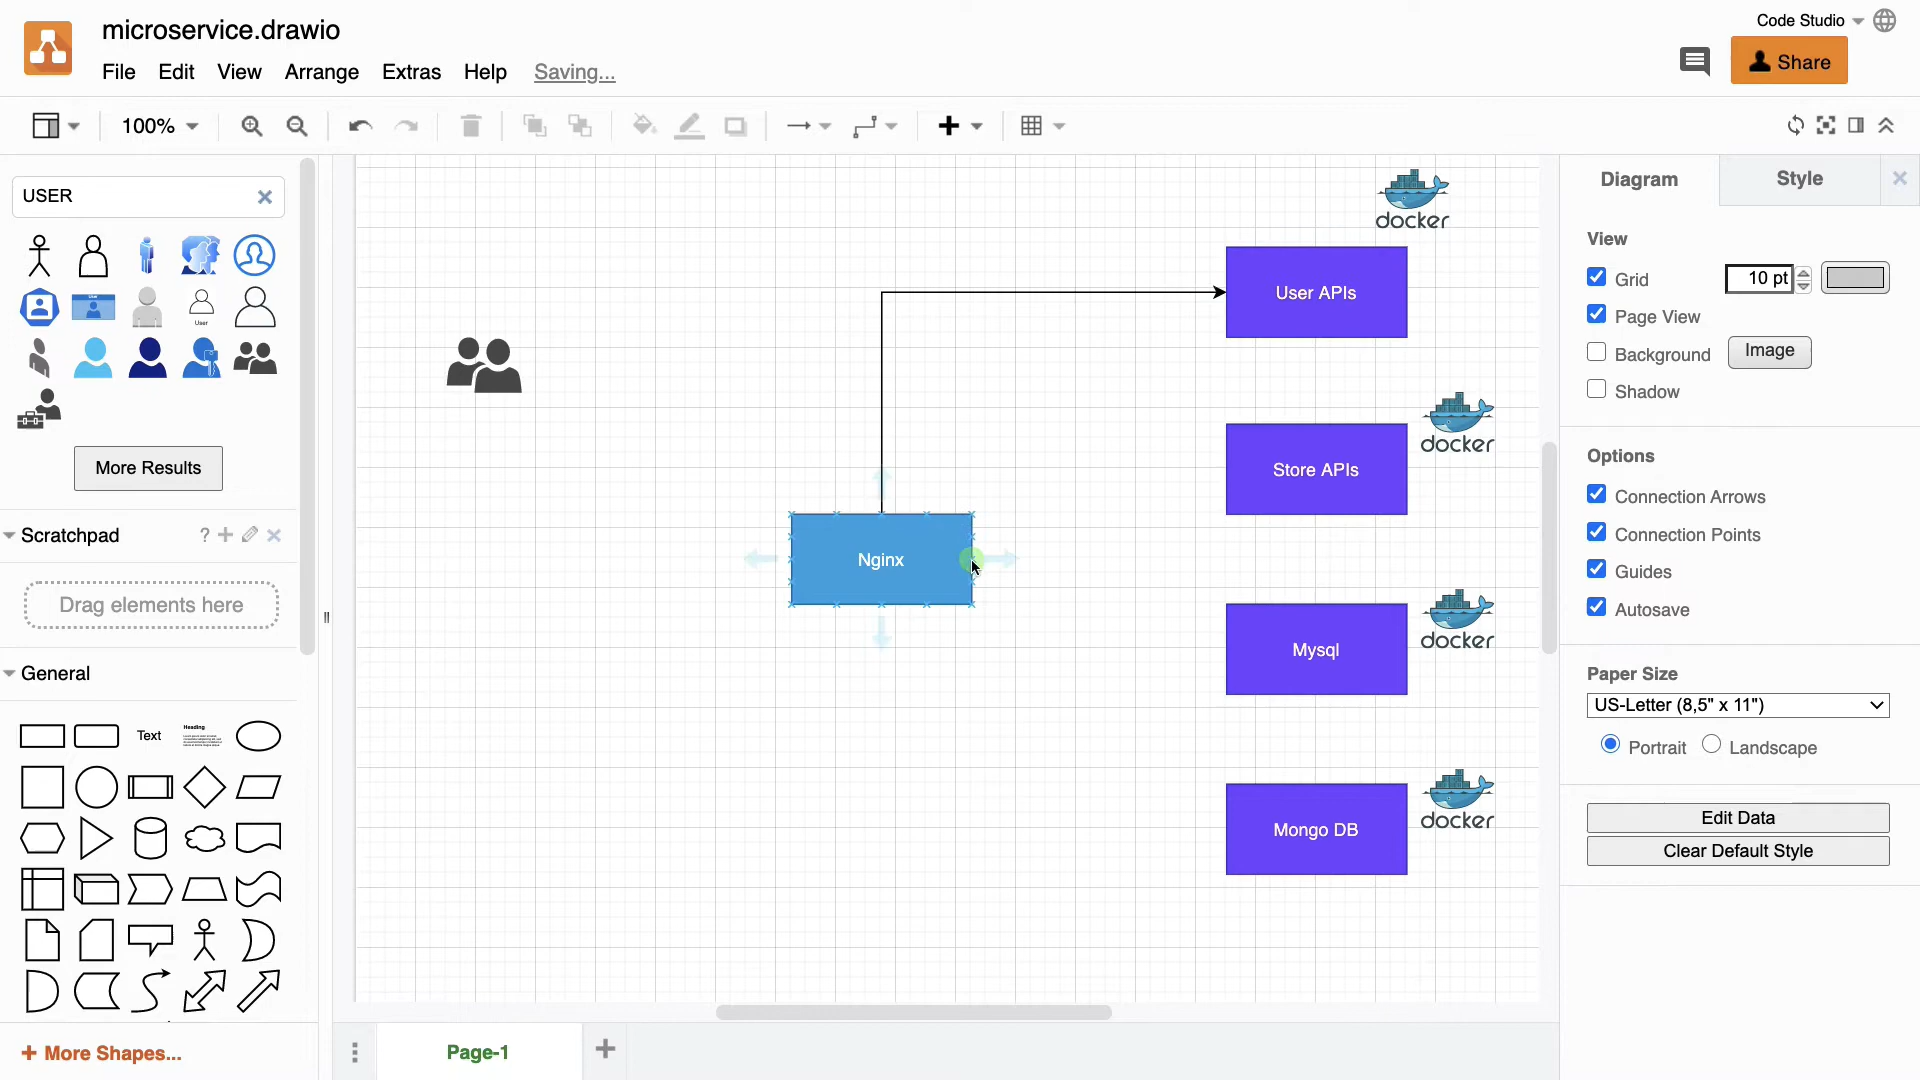 microservice.drawio
Code Studio
File Edit View Arrange Extras Help Saving...
Share
100%
USER
User
More Results
Scratchpad
?
Drag elements here
General
Text
Heading
+ More Shapes...
docker
User APIs
docker
Store APIs
Nginx
docker
Mysql
docker
Mongo DB
Page-1
Diagram
Style
View
Grid
10 pt
Page View
Background
Image
Shadow
Options
Connection Arrows
Connection Points
Guides
Autosave
Paper Size
US-Letter (8,5" x 11")
Portrait
Landscape
Edit Data
Clear Default Style